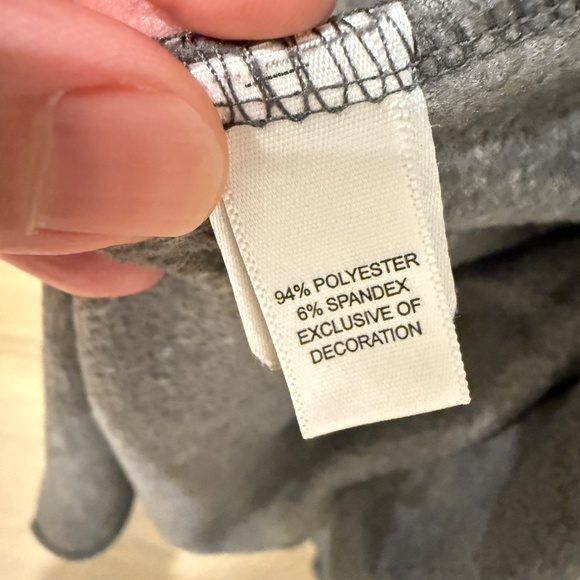 94% POLYESTER
6% SPANDEX
EXCLUSIVE OF
DECORATION